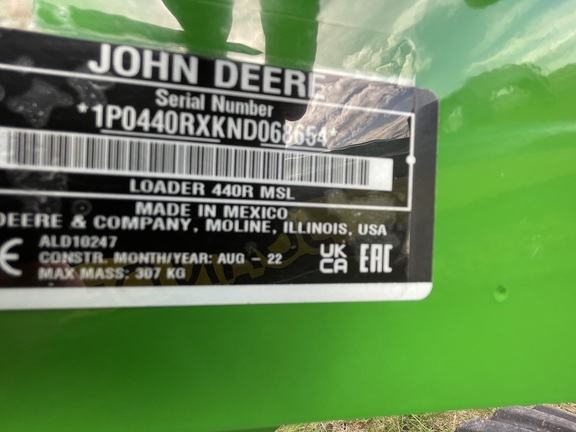 JOHN DEERE
Serial Number
*1P0440RXKND068654*
LOADER 440R MSL
MADE IN MEXICO
DEERE & COMPANY, MOLINE, ILLINOIS, USA
ALD10247
CONSTR. MONTH/YEAR: AUG - 22
MAX MASS: 307 KG
CE
UK
CA
EAC